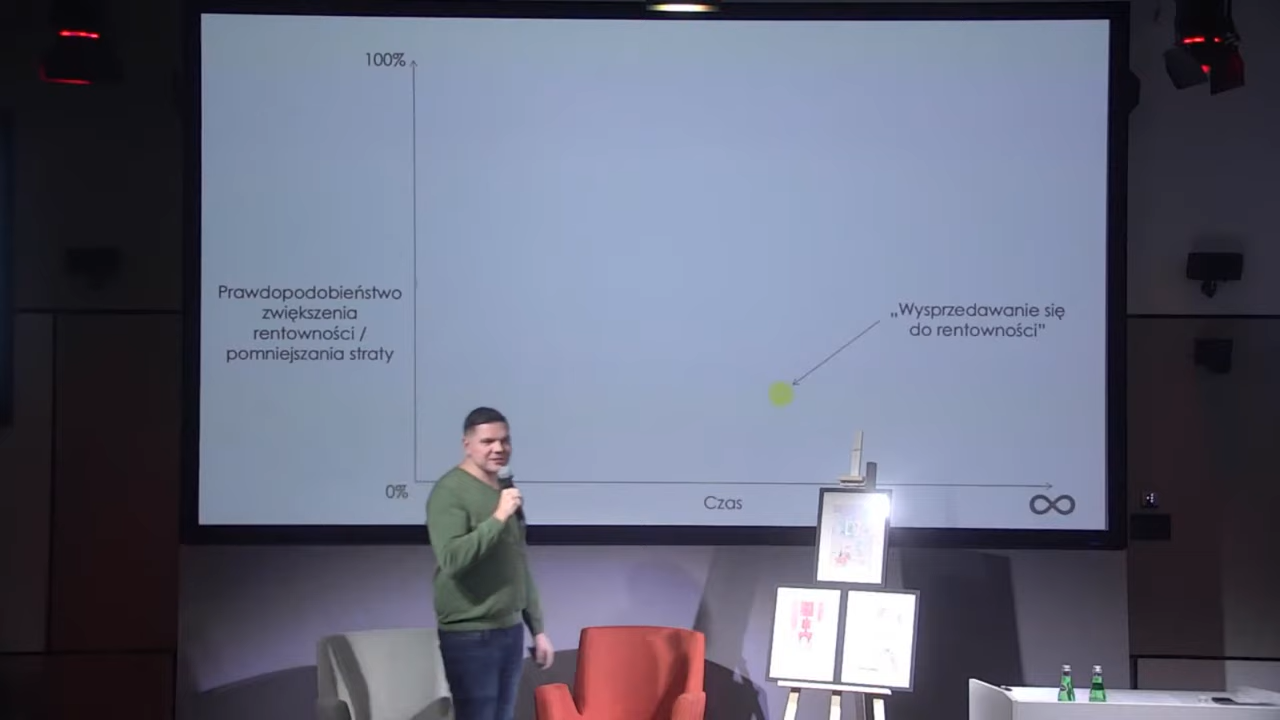 100%
Prawdopodobieństwo
zwiększenia
rentowności /
pomniejszania straty
„Wysprzedawanie się
do rentowności”
0%
Czas
∞